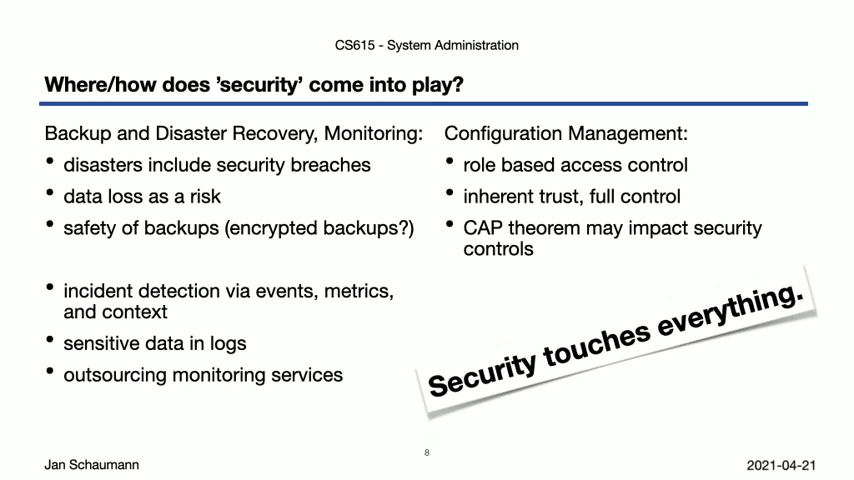 CS615 - System Administration
Where/how does ’security’ come into play?
Backup and Disaster Recovery, Monitoring:
• disasters include security breaches
• data loss as a risk
• safety of backups (encrypted backups?)
• incident detection via events, metrics,
and context
• sensitive data in logs
• outsourcing monitoring services
Configuration Management:
• role based access control
• inherent trust, full control
• CAP theorem may impact security
controls
Security touches everything.
Jan Schaumann
8
2021-04-21